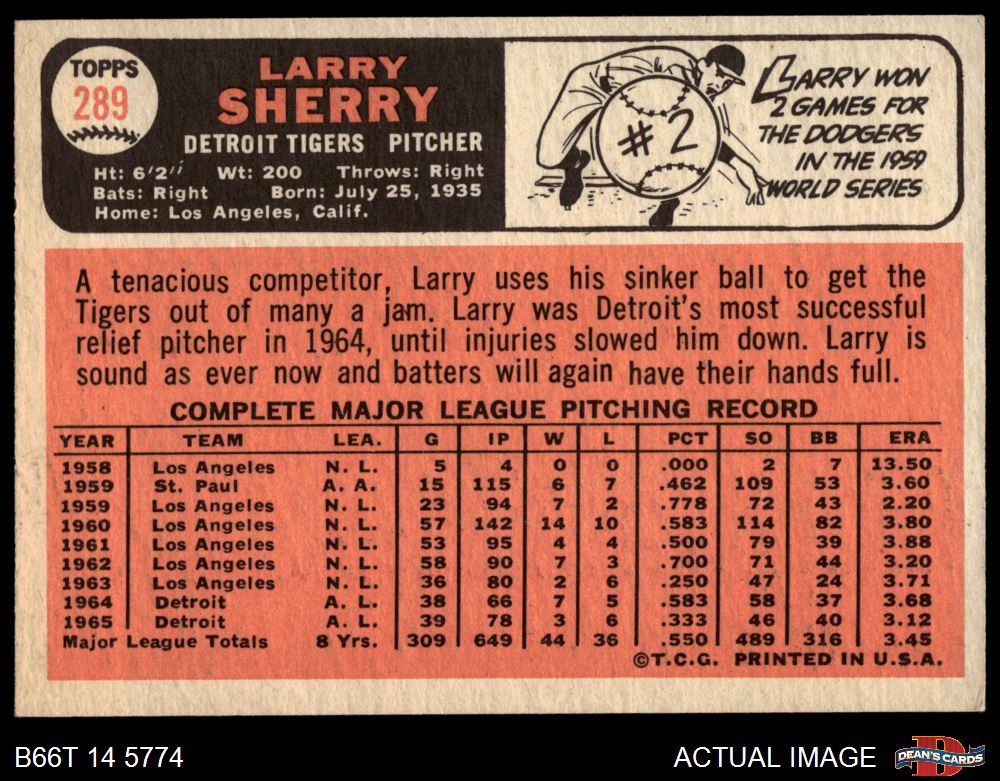 TOPPS
289
LARRY
SHERRY
DETROIT TIGERS PITCHER
Ht: 6'2" Wt: 200 Throws: Right
Bats: Right Born: July 25, 1935
Home: Los Angeles, Calif.
#2
LARRY WON
2 GAMES FOR
THE DODGERS
IN THE 1959
WORLD SERIES
A tenacious competitor, Larry uses his sinker ball to get the
Tigers out of many a jam. Larry was Detroit's most successful
relief pitcher in 1964, until injuries slowed him down. Larry is
sound as ever now and batters will again have their hands full.
COMPLETE MAJOR LEAGUE PITCHING RECORD
YEAR TEAM LEA. G IP W L PCT SO BB ERA
1958 Los Angeles N. L. 5 4 0 0 .000 2 7 13.50
1959 St. Paul A. A. 15 115 6 7 .462 109 53 3.60
1959 Los Angeles N. L. 23 94 7 2 .778 72 43 2.20
1960 Los Angeles N. L. 57 142 14 10 .583 114 82 3.80
1961 Los Angeles N. L. 53 95 4 4 .500 79 39 3.88
1962 Los Angeles N. L. 58 90 7 3 .700 71 44 3.20
1963 Los Angeles N. L. 36 80 2 6 .250 47 24 3.71
1964 Detroit A. L. 38 66 7 5 .583 58 37 3.68
1965 Detroit A. L. 39 78 3 6 .333 46 40 3.12
Major League Totals 8 Yrs. 309 649 44 36 .550 489 316 3.45
©T.C.G. PRINTED IN U.S.A.
B66T 14 5774
ACTUAL IMAGE
DEAN'S CARDS